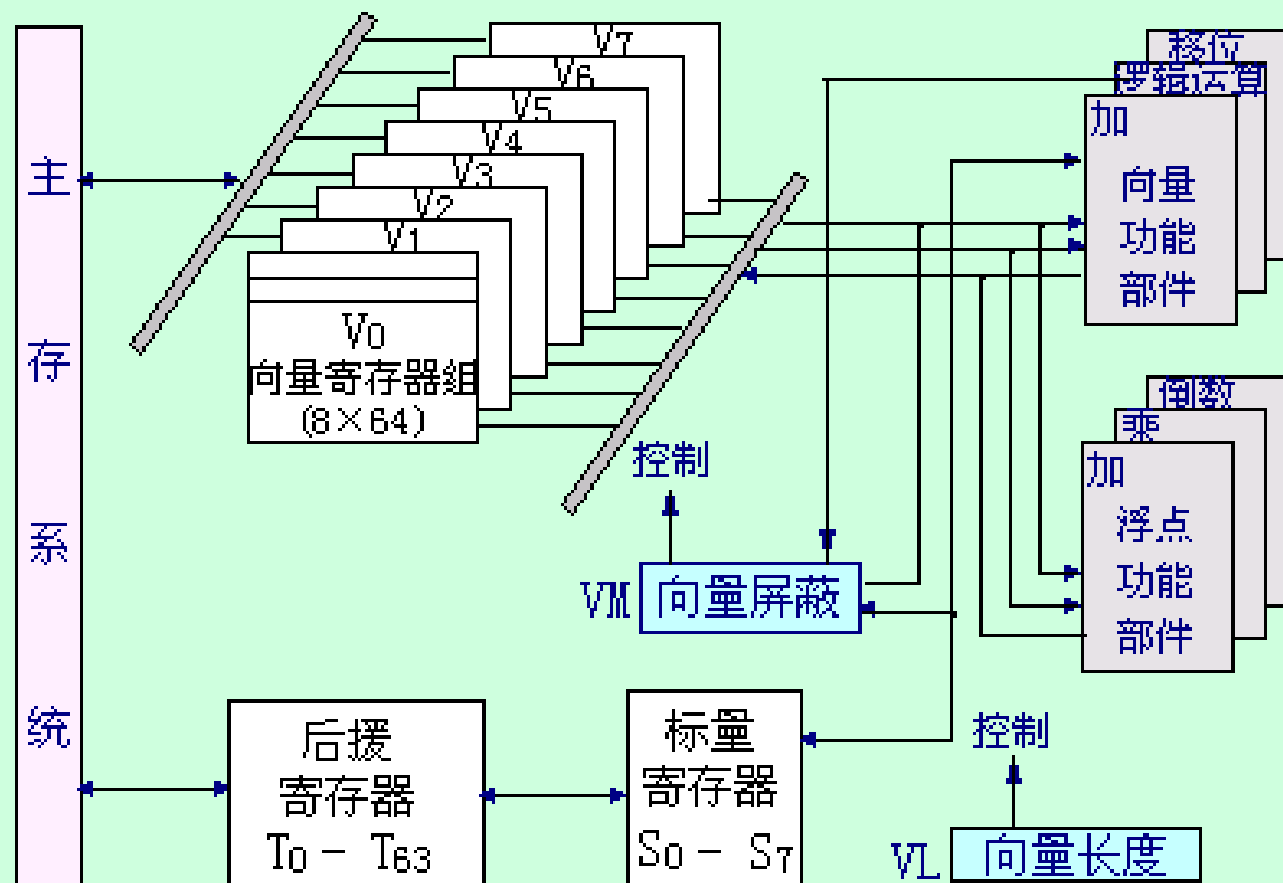 主存系统
V7
V6
V5
V4
V3
V2
V1
V0
向量寄存器组
(8×64)
移位
逻辑运算
加
向量
功能
部件
倒数
乘
加
浮点
功能
部件
控制
VM
向量屏蔽
后援
寄存器
T0 - T63
标量
寄存器
S0 - S7
控制
VL
向量长度